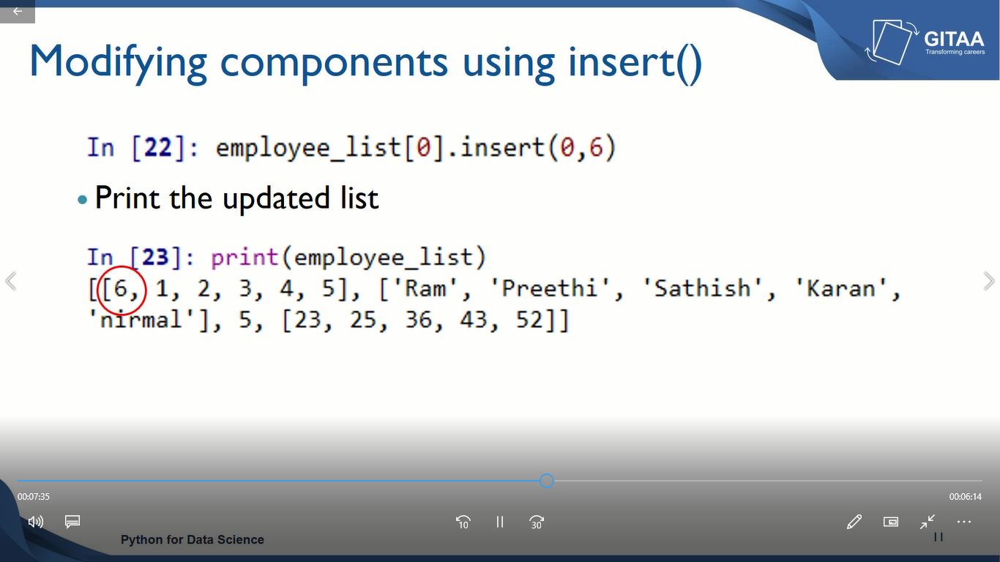 GITAA
Transforming careers
Modifying components using insert()
In [22]: employee_list[0].insert(0,6)
• Print the updated list
In [23]: print(employee_list)
[[6, 1, 2, 3, 4, 5], ['Ram', 'Preethi', 'Sathish', 'Karan',
'nirmal'], 5, [23, 25, 36, 43, 52]]
00:07:35
00:06:14
10
30
Python for Data Science